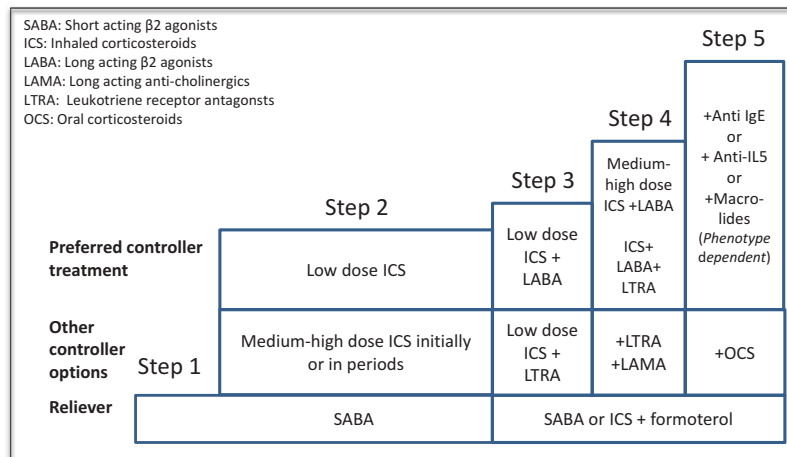 SABA: Short acting β2 agonists
ICS: Inhaled corticosteroids
LABA: Long acting β2 agonists
LAMA: Long acting anti-cholinergics
LTRA: Leukotriene receptor antagonsts
OCS: Oral corticosteroids
Step 5
+Anti IgE
or
+ Anti-IL5
or
+Macro-
lides
(Phenotype
dependent)
Step 4
Medium-
high dose
ICS +LABA
ICS+
LABA+
LTRA
Step 3
Low dose
ICS +
LABA
Step 2
Low dose ICS
Preferred controller
treatment
Other
controller
options
Step 1
Medium-high dose ICS initially
or in periods
Low dose
ICS +
LTRA
+LTRA
+LAMA
+OCS
Reliever
SABA
SABA or ICS + formoterol